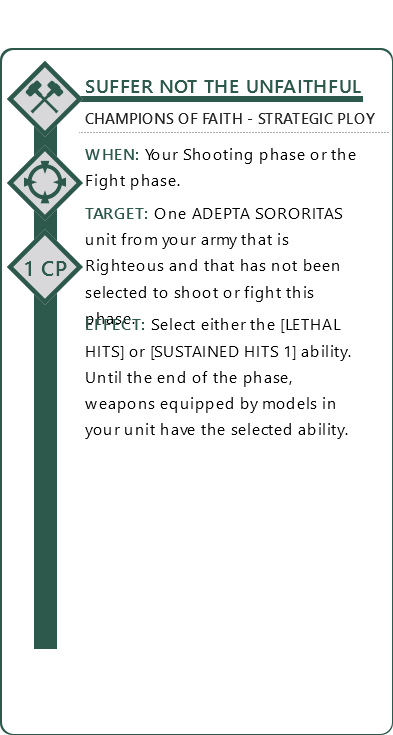 SUFFER NOT THE UNFAITHFUL
CHAMPIONS OF FAITH - STRATEGIC PLOY
WHEN: Your Shooting phase or the
Fight phase.
TARGET: One ADEPTA SORORITAS
unit from your army that is
Righteous and that has not been
selected to shoot or fight this
phase.
1 CP
EFFECT: Select either the [LETHAL
HITS] or [SUSTAINED HITS 1] ability.
Until the end of the phase,
weapons equipped by models in
your unit have the selected ability.